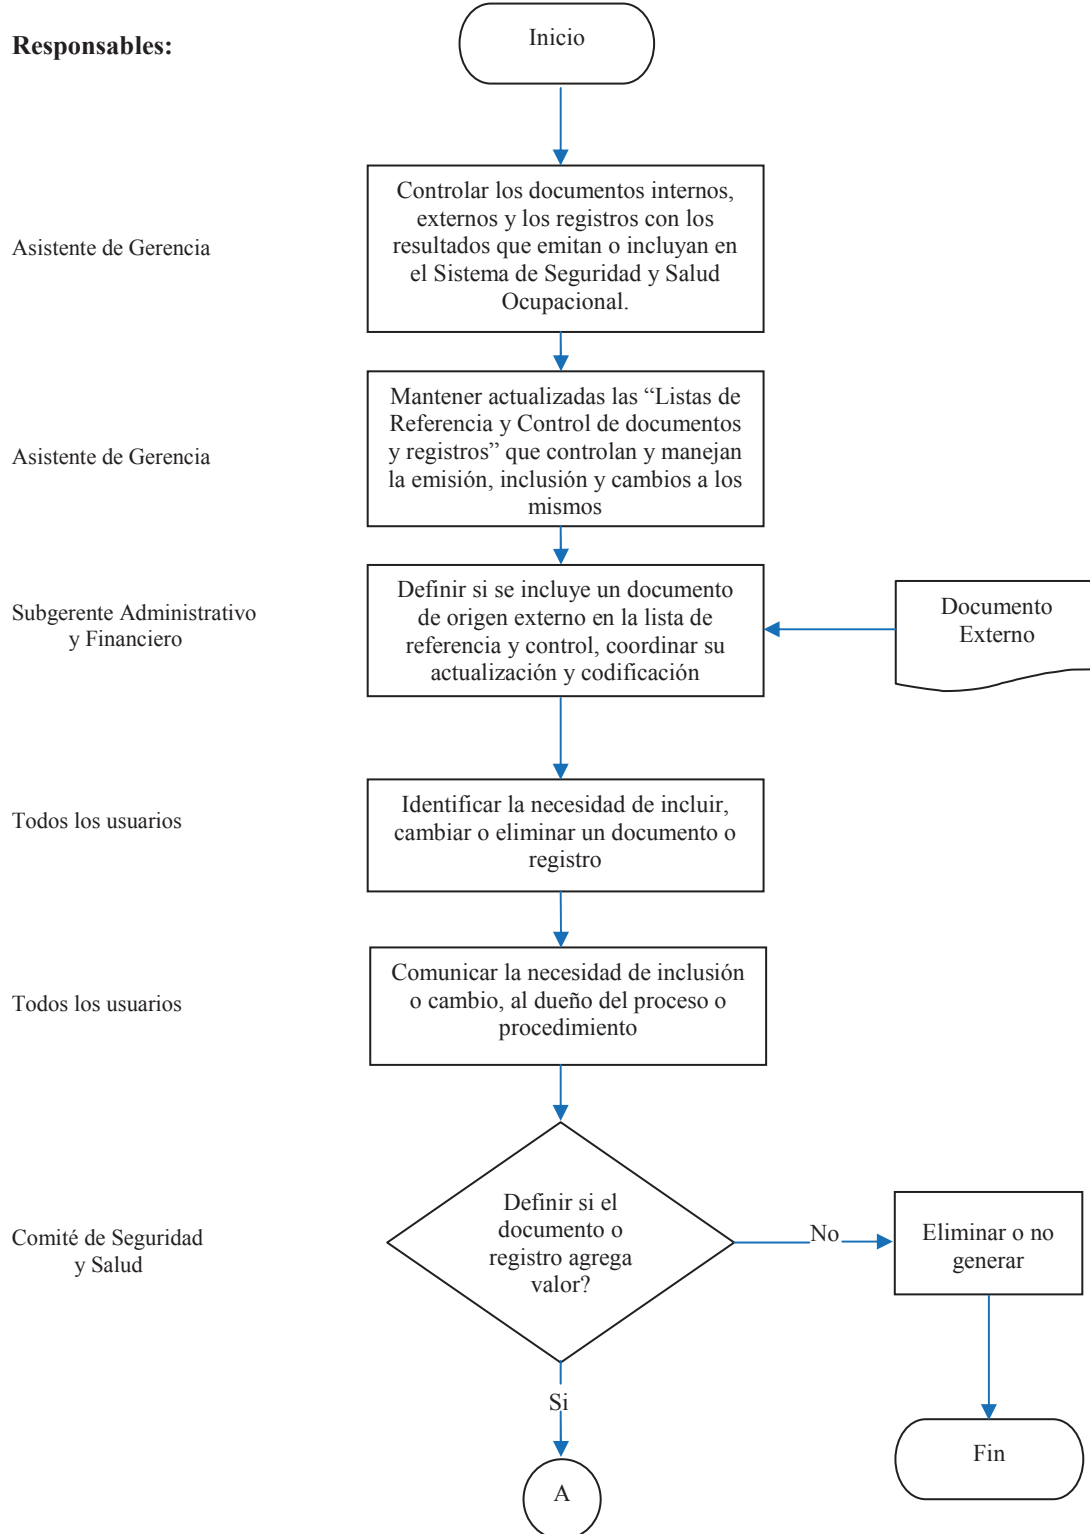 Inicio
Responsables:
Controlar los documentos internos,
externos y los registros con los
resultados que emitan o incluyan en
el Sistema de Seguridad y Salud
Ocupacional.
Asistente de Gerencia
Mantener actualizadas las “Listas de
Referencia y Control de documentos
y registros” que controlan y manejan
la emisión, inclusión y cambios a los
mismos
Asistente de Gerencia
Definir si se incluye un documento
de origen externo en la lista de
referencia y control, coordinar su
actualización y codificación
Subgerente Administrativo
y Financiero
Documento
Externo
Identificar la necesidad de incluir,
cambiar o eliminar un documento o
registro
Todos los usuarios
Comunicar la necesidad de inclusión
o cambio, al dueño del proceso o
procedimiento
Todos los usuarios
Definir si el
documento o
registro agrega
valor?
Comité de Seguridad
y Salud
No
Eliminar o no
generar
Si
Fin
A